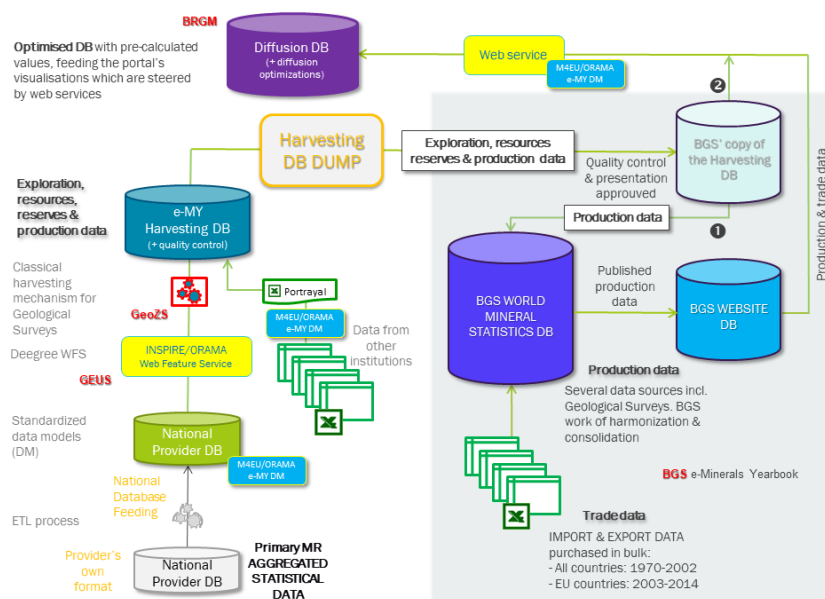 BRGM
Optimised DB with pre-calculated
values, feeding the portal's
visualisations which are steered
by web services
Diffusion DB
(+ diffusion
optimizations)
Web service
M4EU/ORAMA
e-MY DM
❷
Harvesting
DB DUMP
Exploration, resources
reserves & production data
Quality control
& presentation
approuved
BGS' copy of
the Harvesting
DB
Production & trade data
Exploration,
resources,
reserves &
production data
e-MY
Harvesting DB
(+ quality control)
Production data
❶
Classical
harvesting
mechanism for
Geological
Surveys
GeoZS
Portrayal
M4EU/ORAMA
e-MY DM
Data from
other
institutions
BGS WORLD
MINERAL
STATISTICS DB
Published
production
data
BGS WEBSITE
DB
Deegree WFS
INSPIRE/ORAMA
Web Feature Service
GEUS
Production data
Several data sources incl.
Geological Surveys. BGS
work of harmonization &
consolidation
Standardized
data models
(DM)
National
Provider DB
M4EU/ORAMA
e-MY DM
BGS e-Minerals Yearbook
National
Database
Feeding
ETL process
Trade data
IMPORT & EXPORT DATA
purchased in bulk:
- All countries: 1970-2002
- EU countries: 2003-2014
Provider's
own
format
National
Provider DB
Primary MR
AGGREGATED
STATISTICAL
DATA